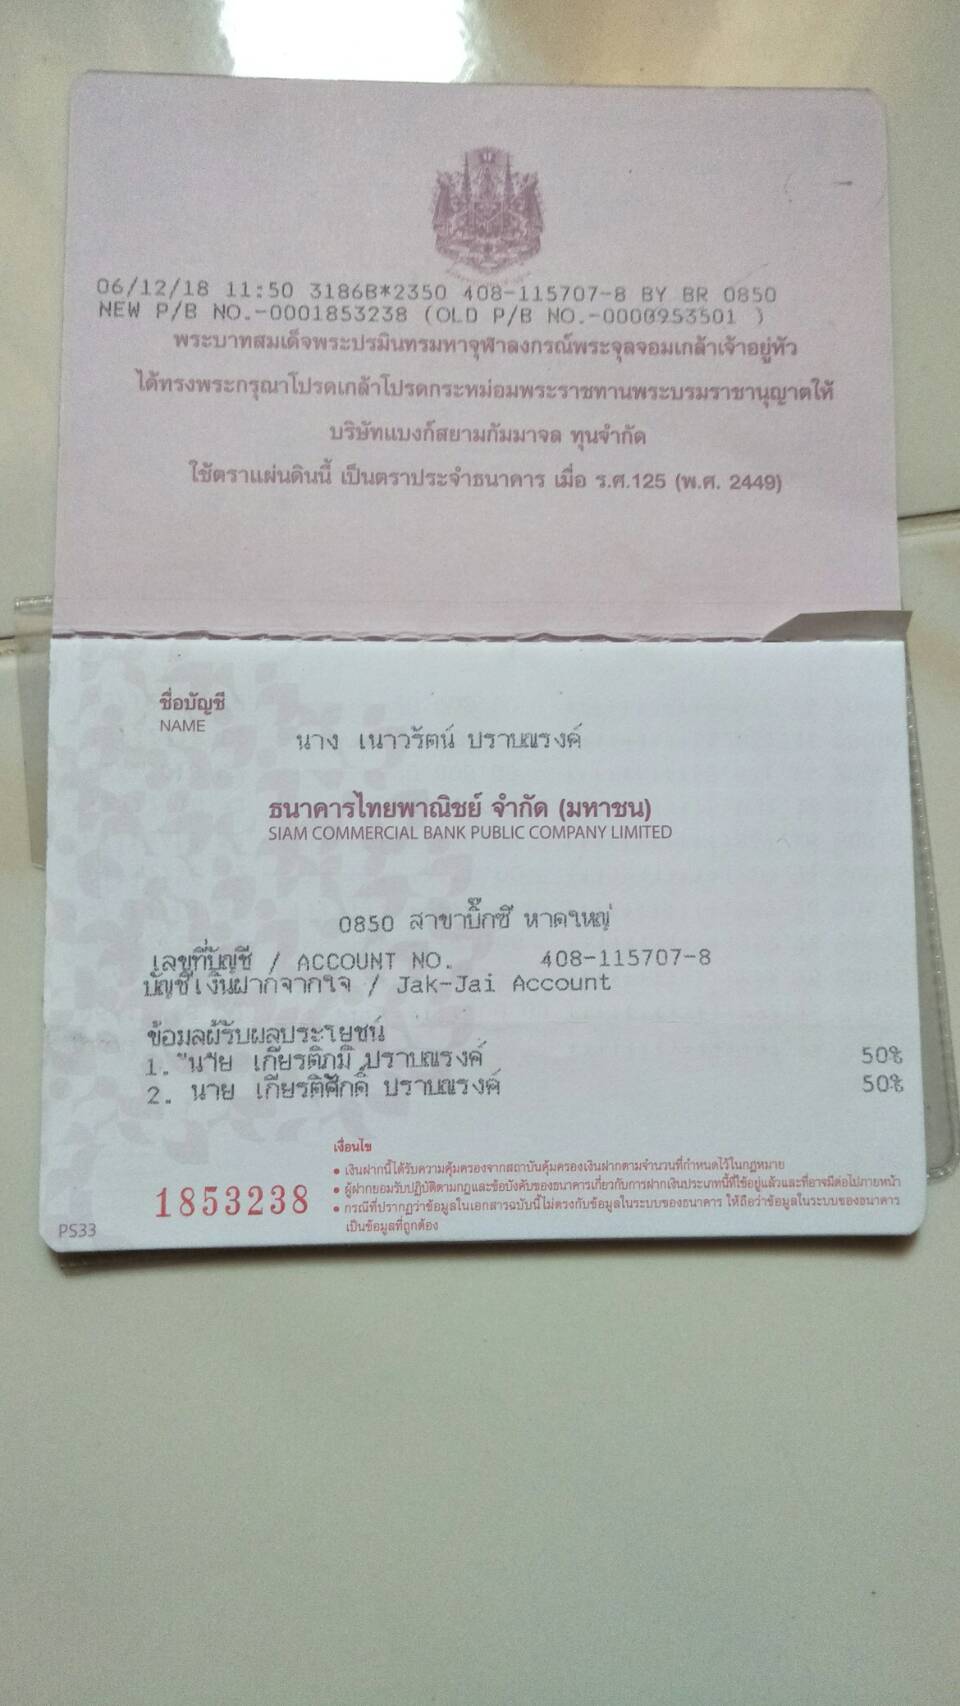 06/12/18 11:50 3186B*2350 408-115707-8 BY BR 0850
NEW P/B NO.-0001853238 (OLD P/B NO.-0000953501 )
พระบาทสมเด็จพระปรมินทรมหาจุฬาลงกรณ์พระจุลจอมเกล้าเจ้าอยู่หัว
ได้ทรงพระกรุณาโปรดเกล้าโปรดกระหม่อมพระราชทานพระบรมราชานุญาตให้
บริษัทแบงก์สยามกัมมาจล ทุนจำกัด
ใช้ตราแผ่นดินนี้ เป็นตราประจำธนาคาร เมื่อ ร.ศ.125 (พ.ศ. 2449)
ชื่อบัญชี
NAME
นาง เนาวรัตน์ ปราบณรงค์
ธนาคารไทยพาณิชย์ จำกัด (มหาชน)
SIAM COMMERCIAL BANK PUBLIC COMPANY LIMITED
0850 สาขาบิ๊กซี หาดใหญ่
เลขที่บัญชี / ACCOUNT NO. 408-115707-8
บัญชีเงินฝากจากใจ / Jak-Jai Account
ข้อมูลผู้รับผลประโยชน์
1. นาย เกียรติภูมิ ปราบณรงค์ 50%
2. นาย เกียรติศักดิ์ ปราบณรงค์ 50%
เงื่อนไข
● เงินฝากนี้ได้รับความคุ้มครองจากสถาบันคุ้มครองเงินฝากตามจำนวนที่กำหนดไว้ในกฎหมาย
● ผู้ฝากยอมรับปฏิบัติตามกฎและข้อบังคับของธนาคารเกี่ยวกับการฝากเงินประเภทนี้ที่ใช้อยู่แล้วและที่อาจมีต่อไปภายหน้า
● กรณีที่ปรากฏว่าข้อมูลในเอกสารฉบับนี้ไม่ตรงกับข้อมูลในระบบของธนาคาร ให้ถือว่าข้อมูลในระบบของธนาคาร
เป็นข้อมูลที่ถูกต้อง
1853238
PS33